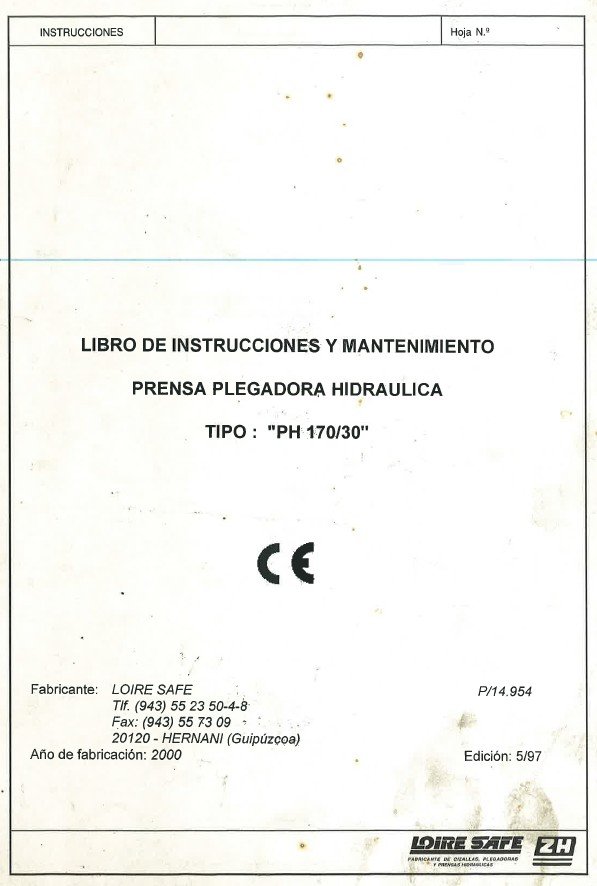 INSTRUCCIONES
Hoja N.º
LIBRO DE INSTRUCCIONES Y MANTENIMIENTO
PRENSA PLEGADORA HIDRAULICA
TIPO : "PH 170/30"
CE
Fabricante: LOIRE SAFE
Tlf. (943) 55 23 50-4-8
Fax: (943) 55 73 09
20120 - HERNANI (Guipúzcoa)
Año de fabricación: 2000
P/14.954
Edición: 5/97
LOIRE SAFE
FABRICANTE DE CIZALLAS, PLEGADORAS
Y PRENSAS HIDRAULICAS
ZH